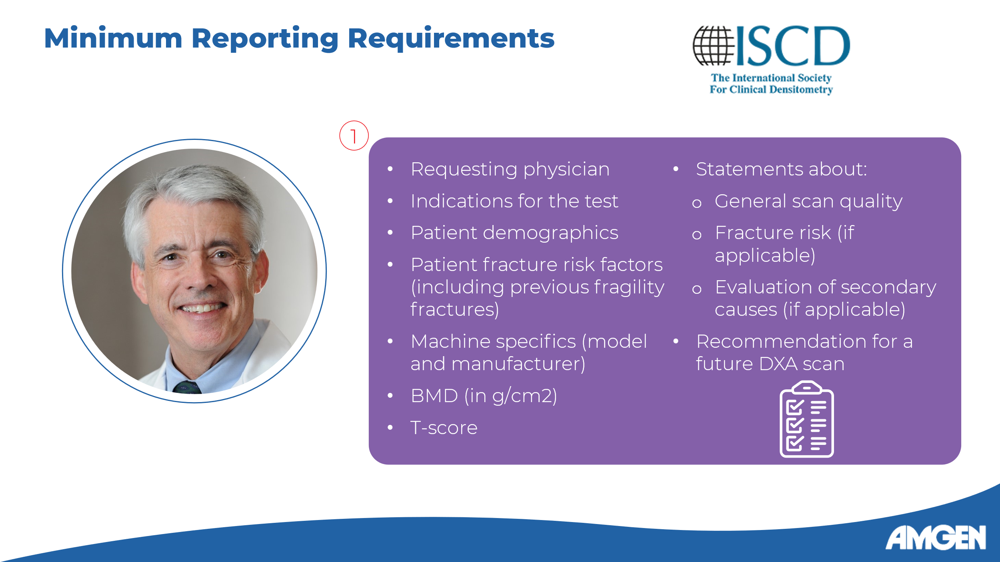 Minimum Reporting Requirements
ISCD
The International Society
For Clinical Densitometry
1
• Requesting physician
• Indications for the test
• Patient demographics
• Patient fracture risk factors
(including previous fragility
fractures)
• Machine specifics (model
and manufacturer)
• BMD (in g/cm2)
• T-score
• Statements about:
o General scan quality
o Fracture risk (if
applicable)
o Evaluation of secondary
causes (if applicable)
• Recommendation for a
future DXA scan
AMGEN